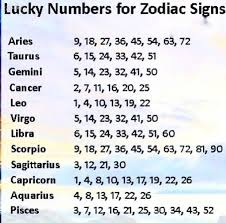 Lucky Numbers for Zodiac Signs
Aries 9, 18, 27, 36, 45, 54, 63, 72
Taurus 6, 15, 24, 33, 42, 51
Gemini 5, 14, 23, 32, 41, 50
Cancer 2, 7, 11, 16, 20, 25
Leo 1, 4, 10, 13, 19, 22
Virgo 5, 14, 23, 32, 41, 50
Libra 6, 15, 24, 33, 42, 51, 60
Scorpio 9, 18, 27, 36, 45, 54, 63, 72, 81, 90
Sagittarius 3, 12, 21, 30
Capricorn 1, 4, 8, 10, 13, 17, 19, 22, 26
Aquarius 4, 8, 13, 17, 22, 26
Pisces 3, 7, 12, 16, 21, 25, 30, 34, 43, 52